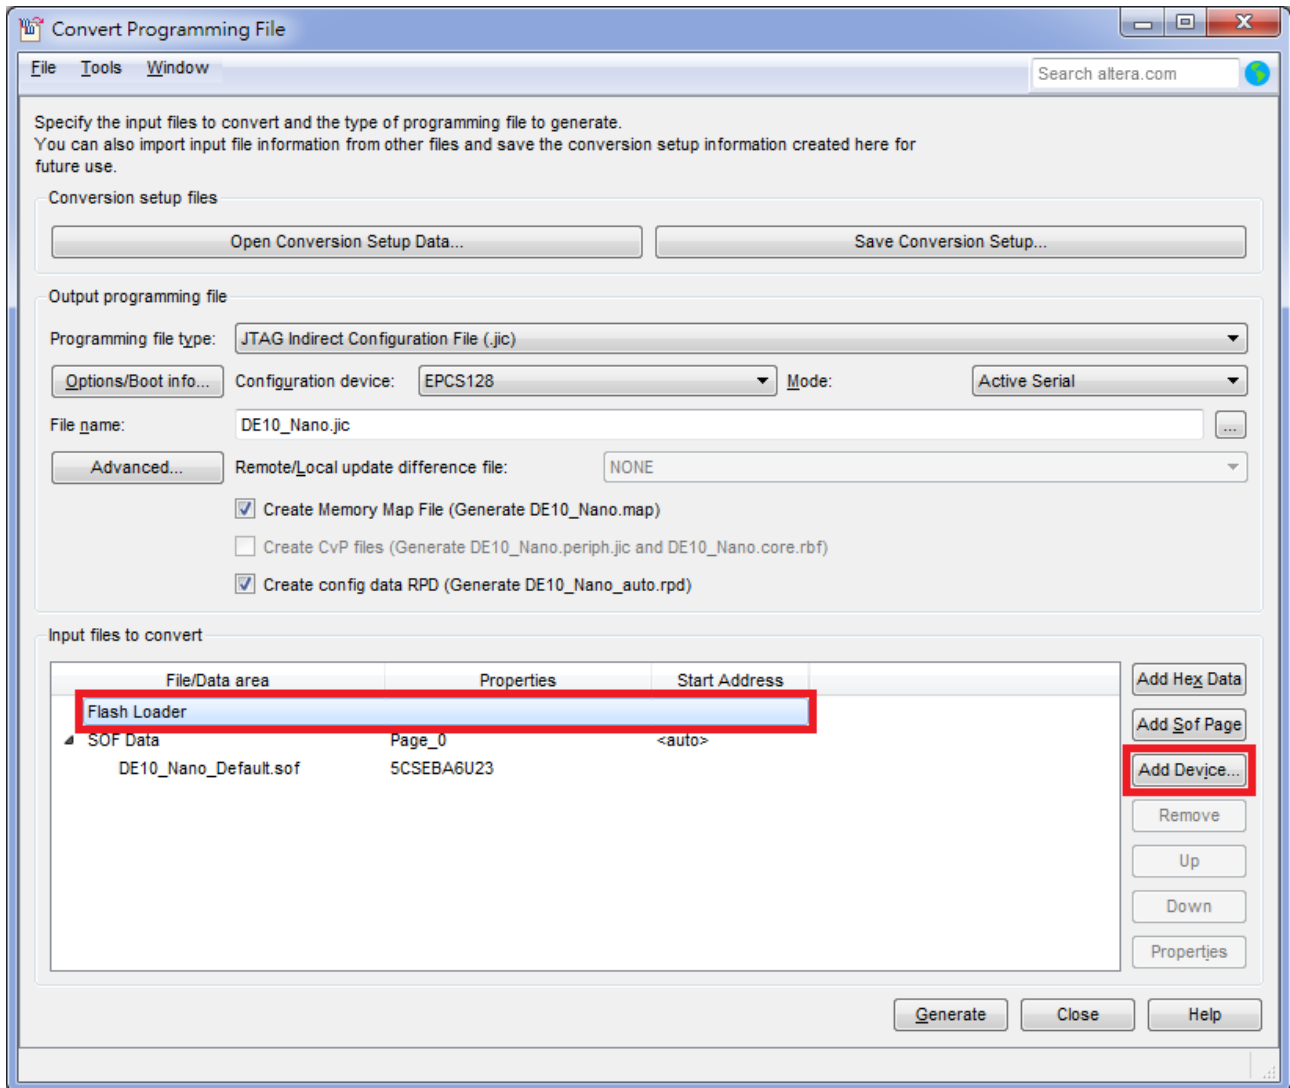 Convert Programming File
File Tools Window
Search altera.com
Specify the input files to convert and the type of programming file to generate.
You can also import input file information from other files and save the conversion setup information created here for
future use.
Conversion setup files
Open Conversion Setup Data...
Save Conversion Setup...
Output programming file
Programming file type:
JTAG Indirect Configuration File (.jic)
Options/Boot info...
Configuration device:
EPCS128
Mode:
Active Serial
File name:
DE10_Nano.jic
...
Advanced...
Remote/Local update difference file:
NONE
Create Memory Map File (Generate DE10_Nano.map)
Create CvP files (Generate DE10_Nano.periph.jic and DE10_Nano.core.rbf)
Create config data RPD (Generate DE10_Nano_auto.rpd)
Input files to convert
File/Data area Properties Start Address
Flash Loader
SOF Data Page_0 <auto>
DE10_Nano_Default.sof 5CSEBA6U23
Add Hex Data
Add Sof Page
Add Device...
Remove
Up
Down
Properties
Generate
Close
Help